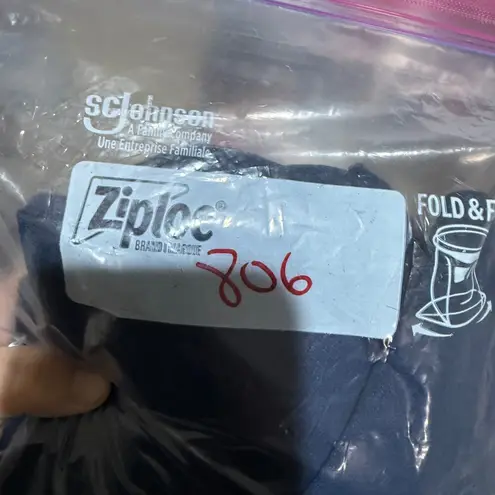 SC Johnson
A Family Company
Une Entreprise Familiale
Ziploc®
BRAND • MARQUE
806
FOLD & F